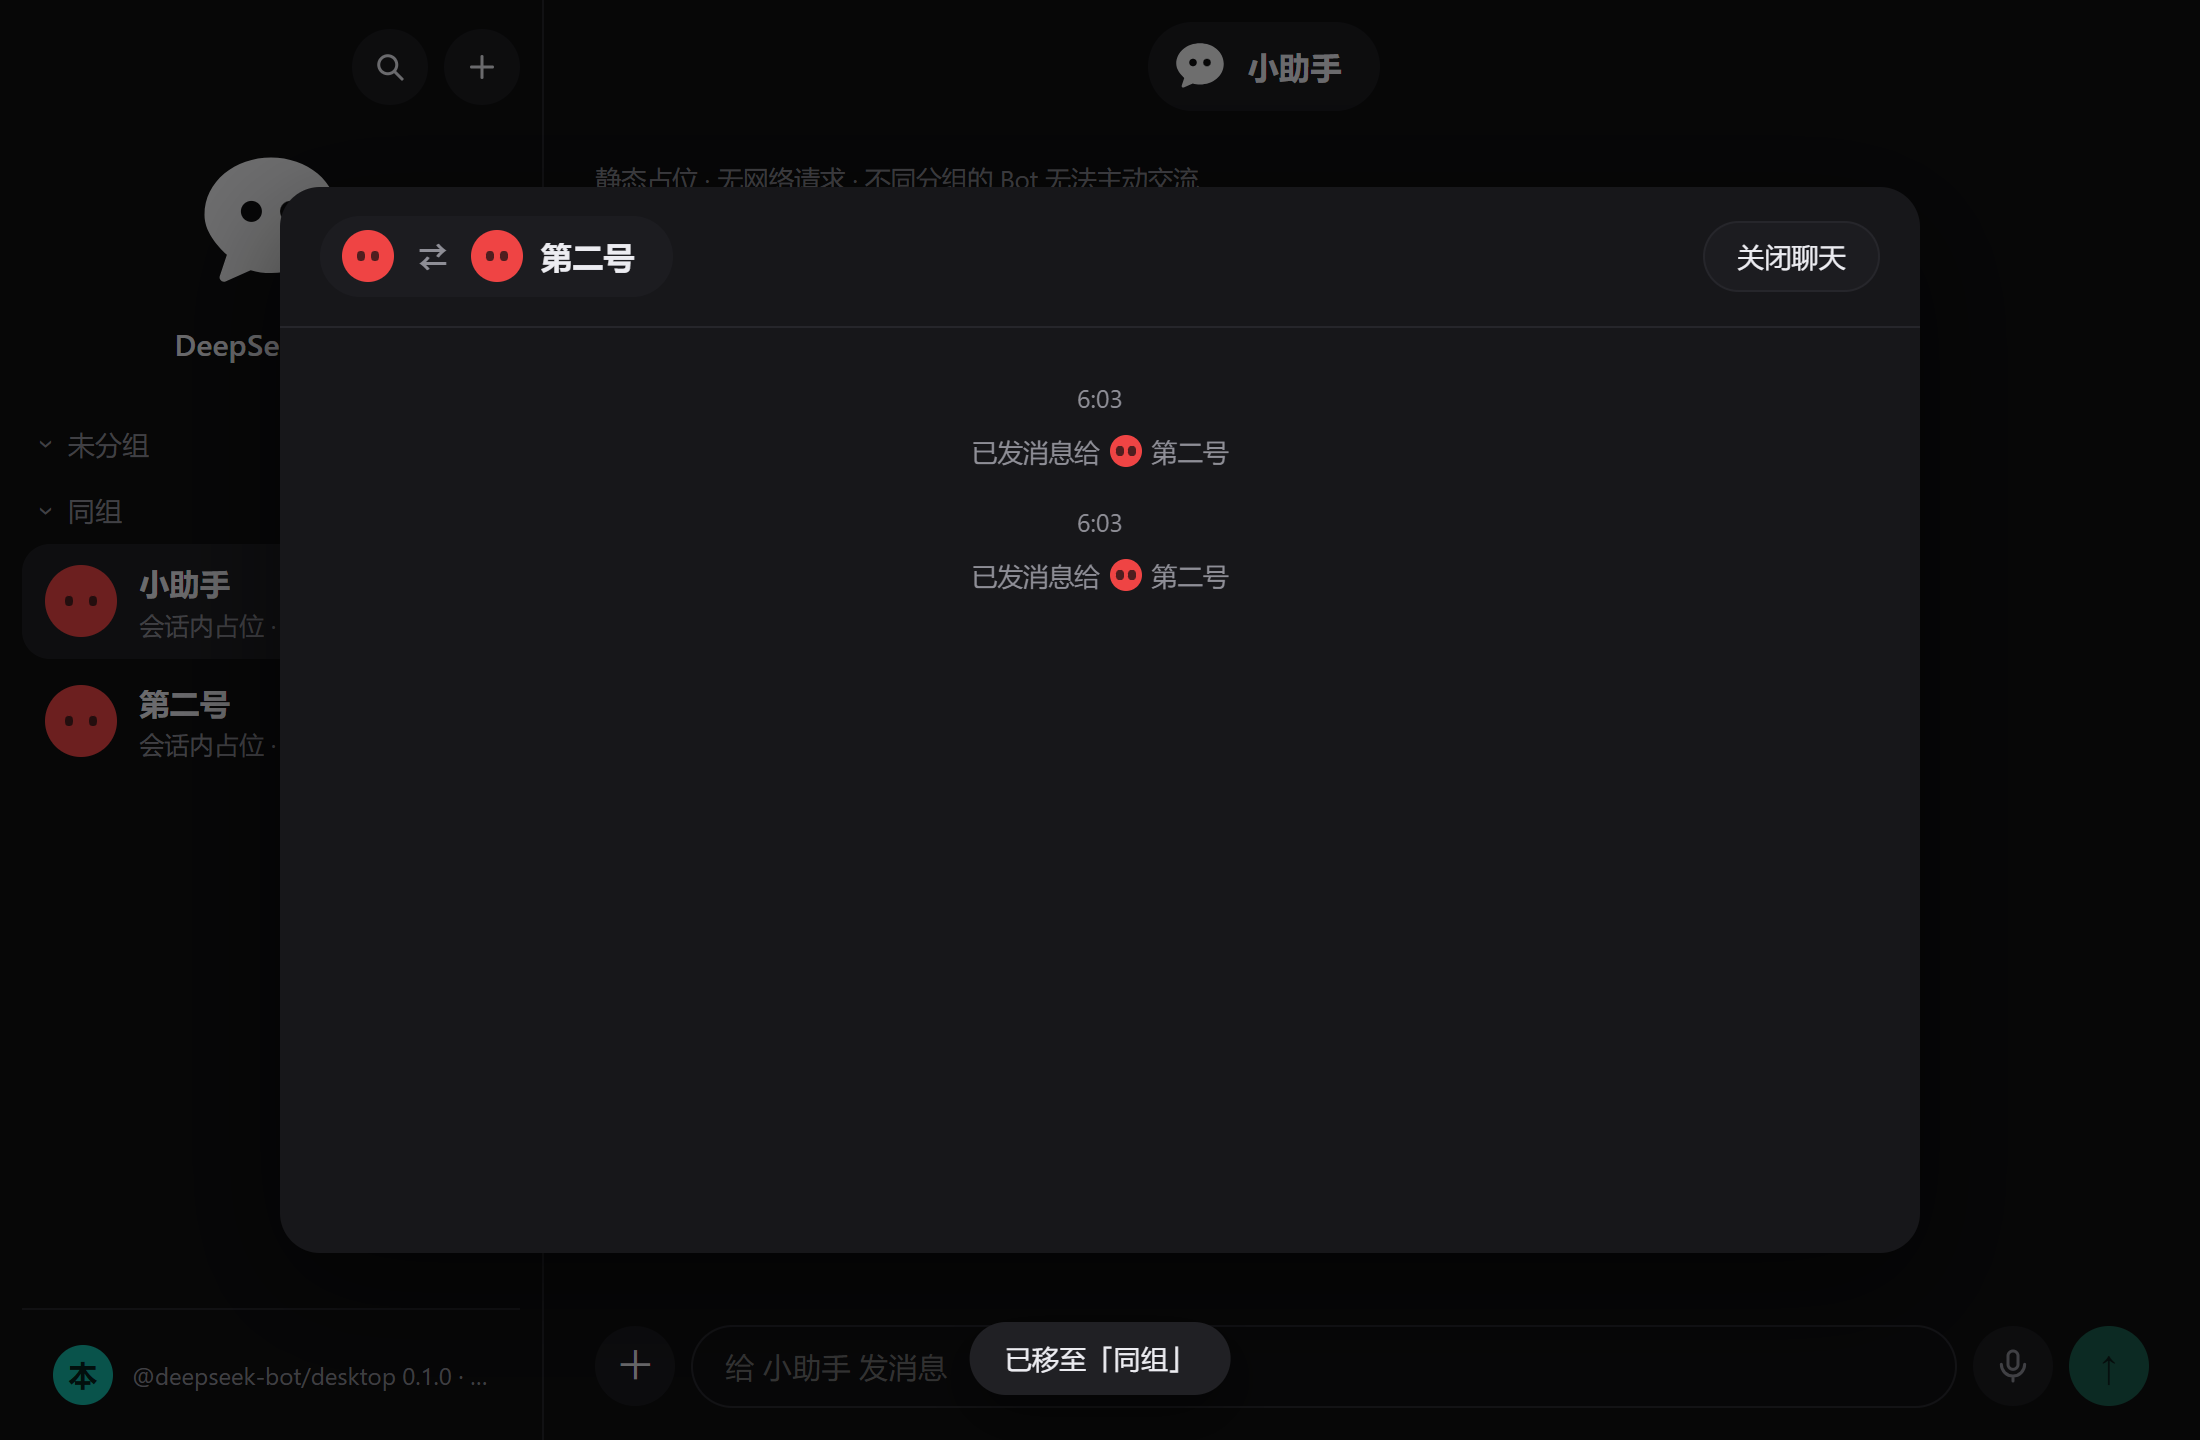 小助手
静态占位 · 无网络请求 · 不同分组的 Bot 无法主动交流
DeepSe
未分组
同组
小助手
会话内占位 ·
第二号
会话内占位 ·
第二号
关闭聊天
6:03
已发消息给 第二号
6:03
已发消息给 第二号
本
@deepseek-bot/desktop 0.1.0 · ...
给 小助手 发消息
已移至「同组」